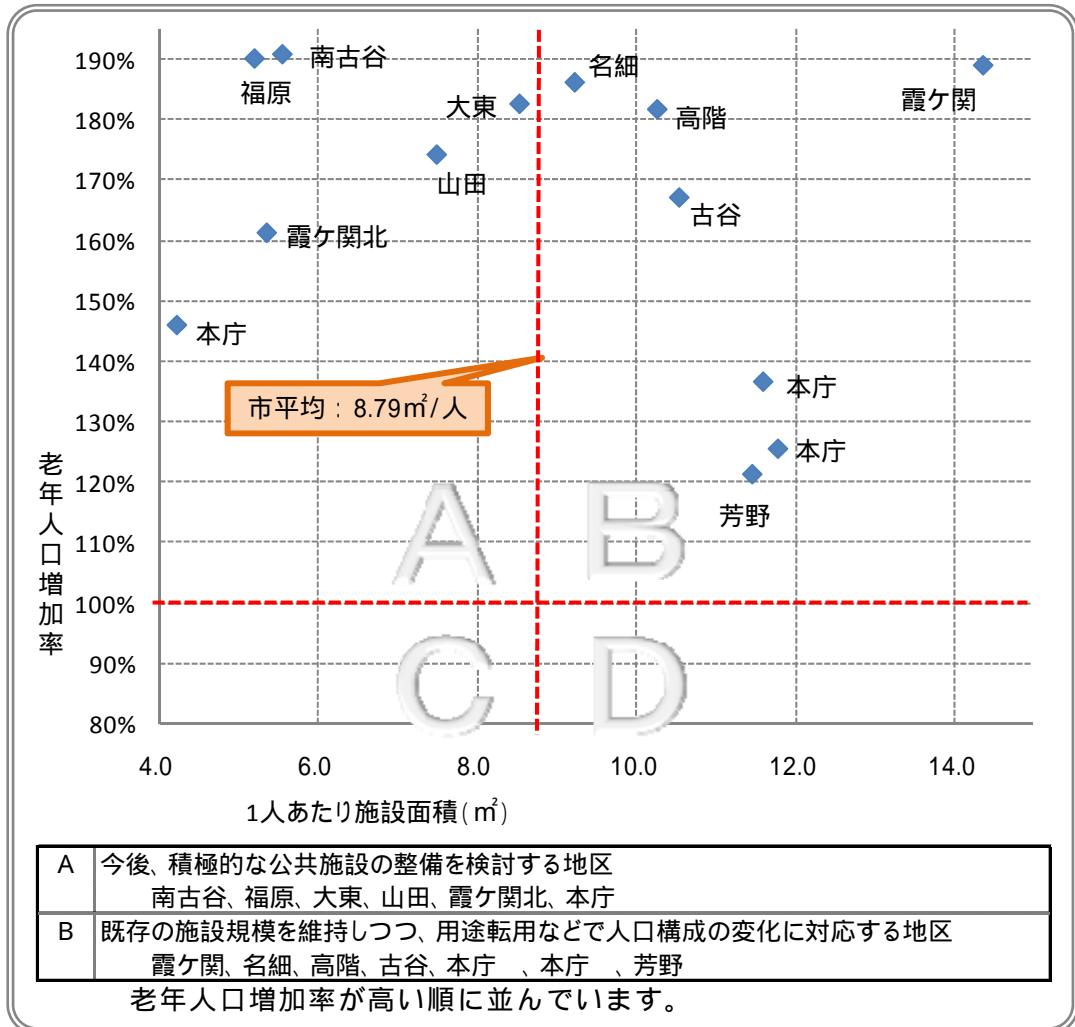 190%
180%
170%
160%
150%
140%
130%
120%
110%
100%
90%
80%
老年人口増加率
南古谷
福原
名細
大東
高階
霞ケ関
山田
古谷
霞ケ関北
本庁
市平均：8.79㎡/人
本庁
本庁
芳野
A B
C D
4.0 6.0 8.0 10.0 12.0 14.0
1人あたり施設面積(㎡)
A 今後、積極的な公共施設の整備を検討する地区
南古谷、福原、大東、山田、霞ケ関北、本庁
B 既存の施設規模を維持しつつ、用途転用などで人口構成の変化に対応する地区
霞ケ関、名細、高階、古谷、本庁 、本庁 、芳野
老年人口増加率が高い順に並んでいます。